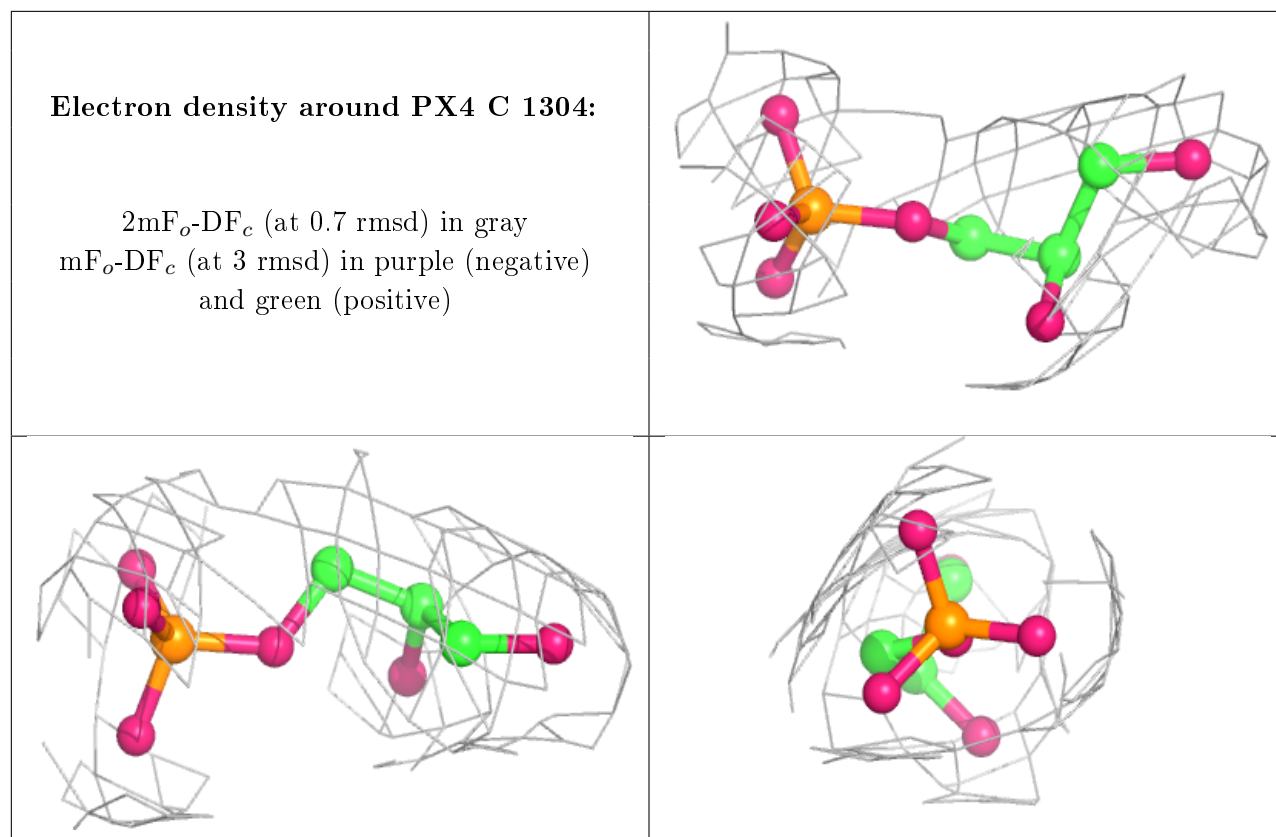 Electron density around PX4 C 1304:
2mFo-DFc (at 0.7 rmsd) in gray
mFo-DFc (at 3 rmsd) in purple (negative)
and green (positive)